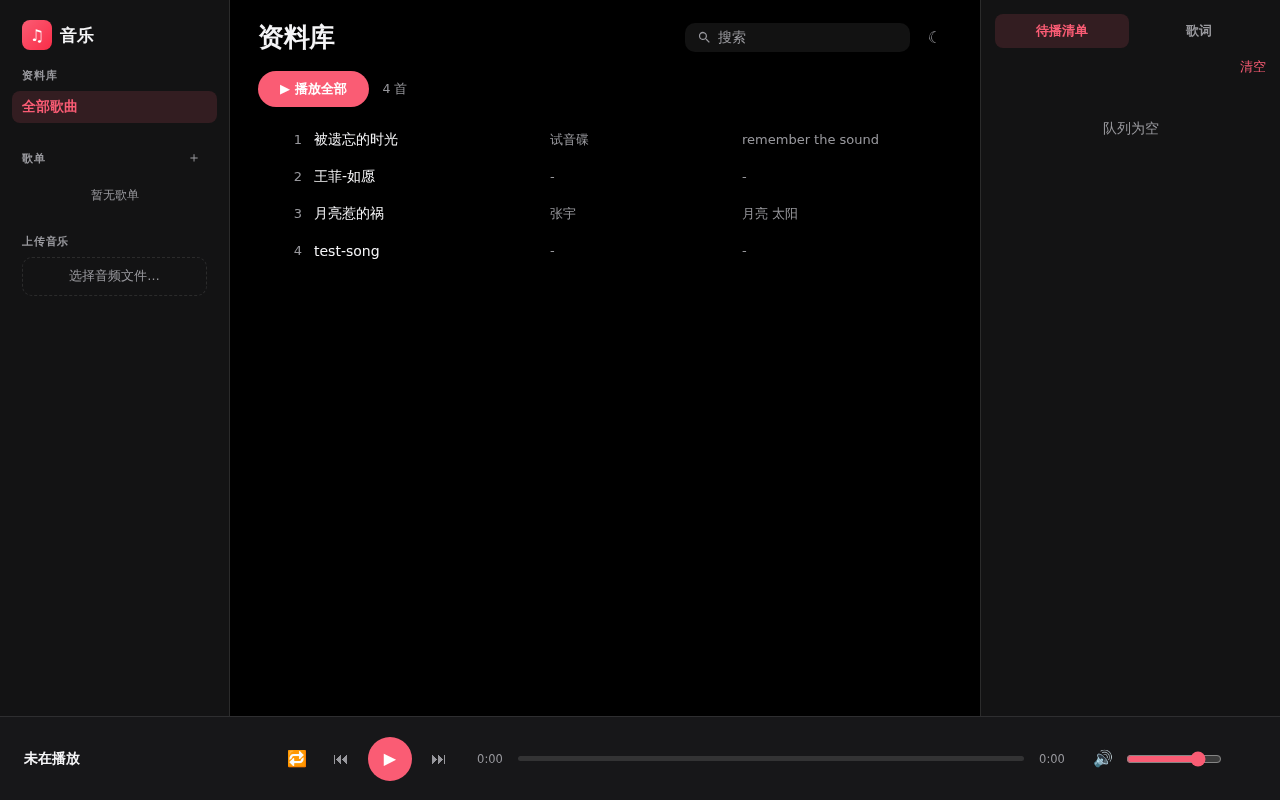 音乐
资料库
全部歌曲
歌单 +
暂无歌单
上传音乐
选择音频文件...
资料库
搜索
▶ 播放全部 4 首
1 被遗忘的时光 试音碟 remember the sound
2 王菲-如愿 - -
3 月亮惹的祸 张宇 月亮 太阳
4 test-song - -
待播清单 歌词
清空
队列为空
未在播放
0:00 0:00